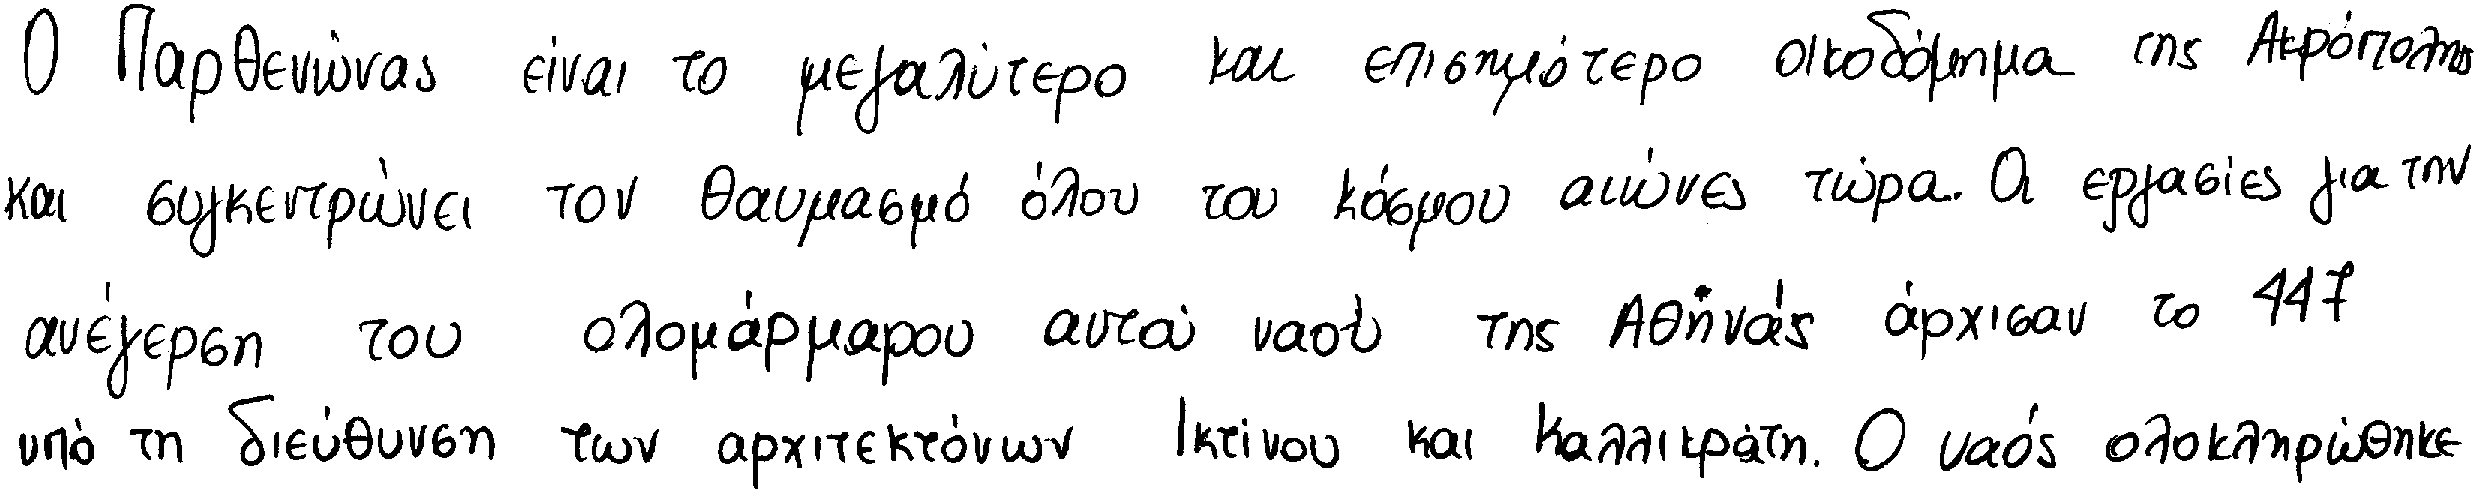 Ο Παρθενώνας είναι το μεγαλύτερο και επισημότερο οικοδόμημα της Ακρόπολης
και συγκεντρώνει τον θαυμασμό όλου του κόσμου αιώνες τώρα. Οι εργασίες για την
ανέγερση του ολομάρμαρου αυτού ναού της Αθηνάς άρχισαν το 447
υπό τη διεύθυνση των αρχιτεκτόνων Ικτίνου και Καλλικράτη. Ο ναός ολοκληρώθηκε